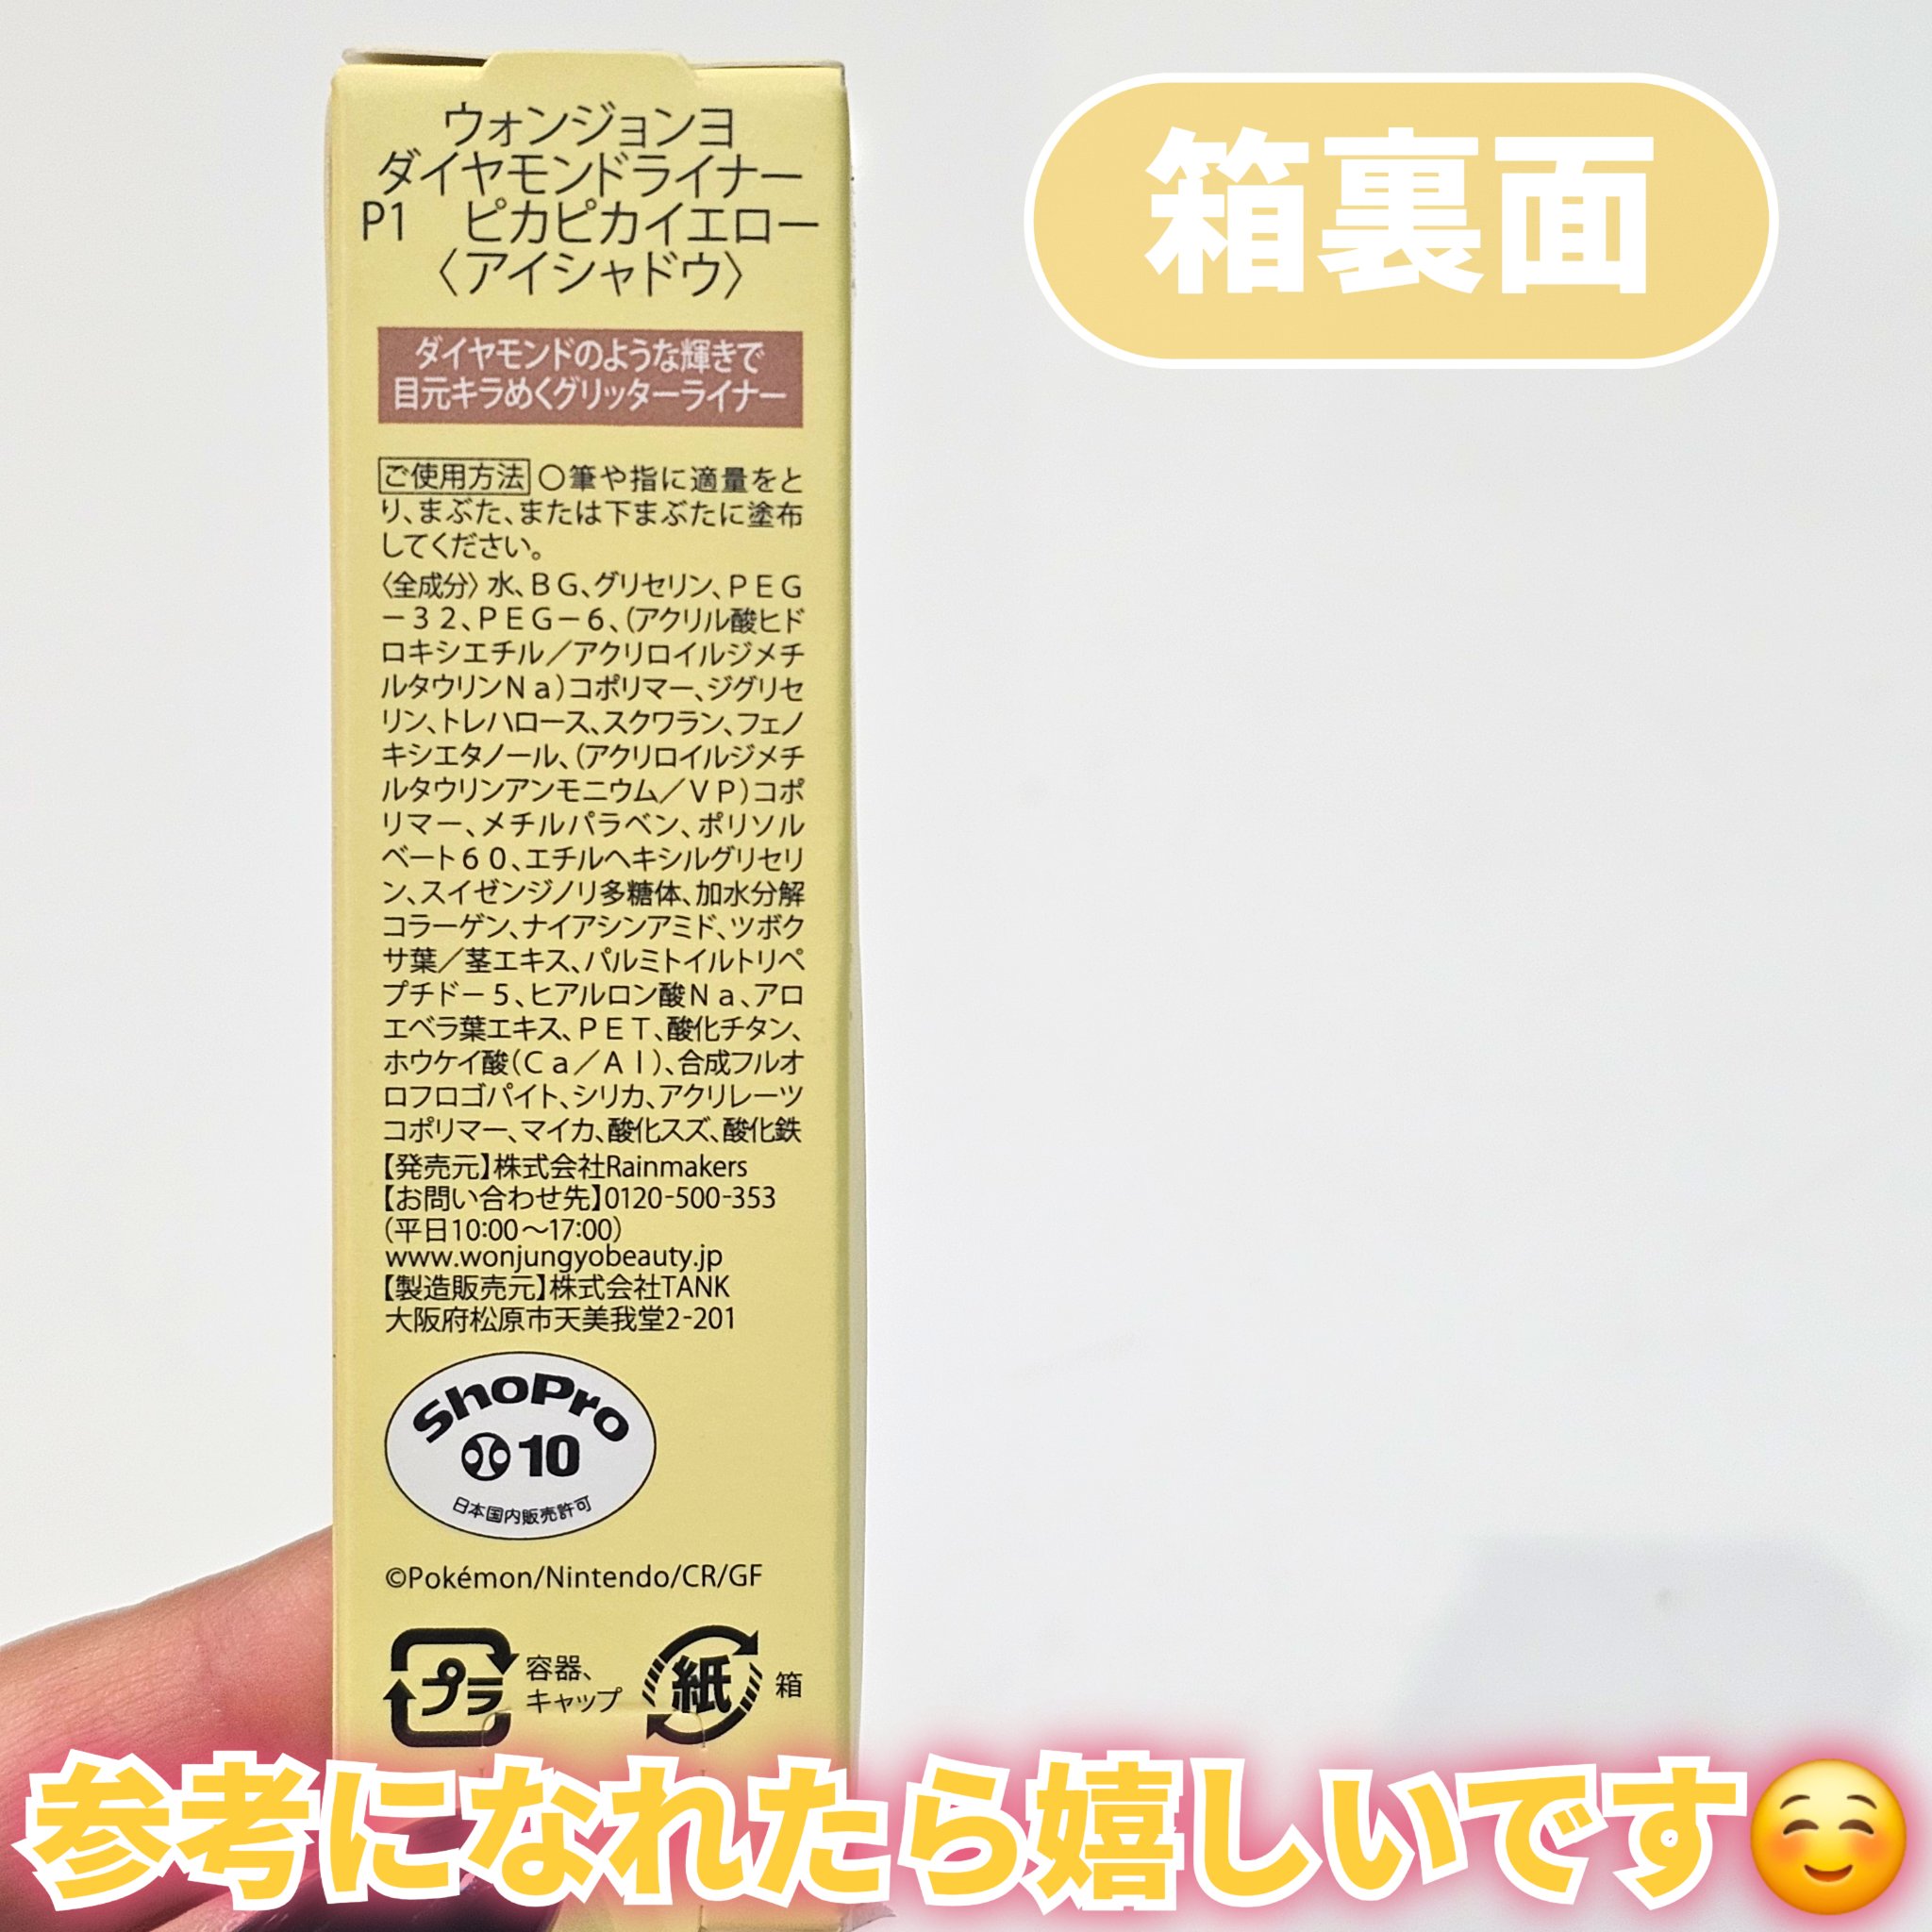 箱裏面
ウォンジョンヨ
ダイヤモンドライナー
P1　ピカピカイエロー
〈アイシャドウ〉
ダイヤモンドのような輝きで
目元キラめくグリッターライナー
ご使用方法 〇筆や指に適量をと
り、まぶた、または下まぶたに塗布
してください。
〈全成分〉水、BG、グリセリン、PEG
－32、PEG－6、（アクリル酸ヒド
ロキシエチル／アクリロイルジメチ
ルタウリンNa）コポリマー、ジグリセ
リン、トレハロース、スクワラン、フェノ
キシエタノール、（アクリロイルジメチ
ルタウリンアンモニウム／VP）コポ
リマー、メチルパラベン、ポリソル
ベート60、エチルヘキシルグリセリ
ン、スイゼンジノリ多糖体、加水分解
コラーゲン、ナイアシンアミド、ツボク
サ葉／茎エキス、パルミトイルトリペ
プチド－5、ヒアルロン酸Na、アロ
エベラ葉エキス、PET、酸化チタン、
ホウケイ酸（Ca／Al）、合成フルオ
ロフロゴパイト、シリカ、アクリレーツ
コポリマー、マイカ、酸化スズ、酸化鉄
【発売元】株式会社Rainmakers
【お問い合わせ先】0120-500-353
（平日10:00〜17:00）
www.wonjungyobeauty.jp
【製造販売元】株式会社TANK
大阪府松原市天美我堂2-201
ShoPro
10
日本国内販売許可
©Pokémon/Nintendo/CR/GF
プラ 容器、
キャップ
紙 箱
参考になれたら嬉しいです☺️